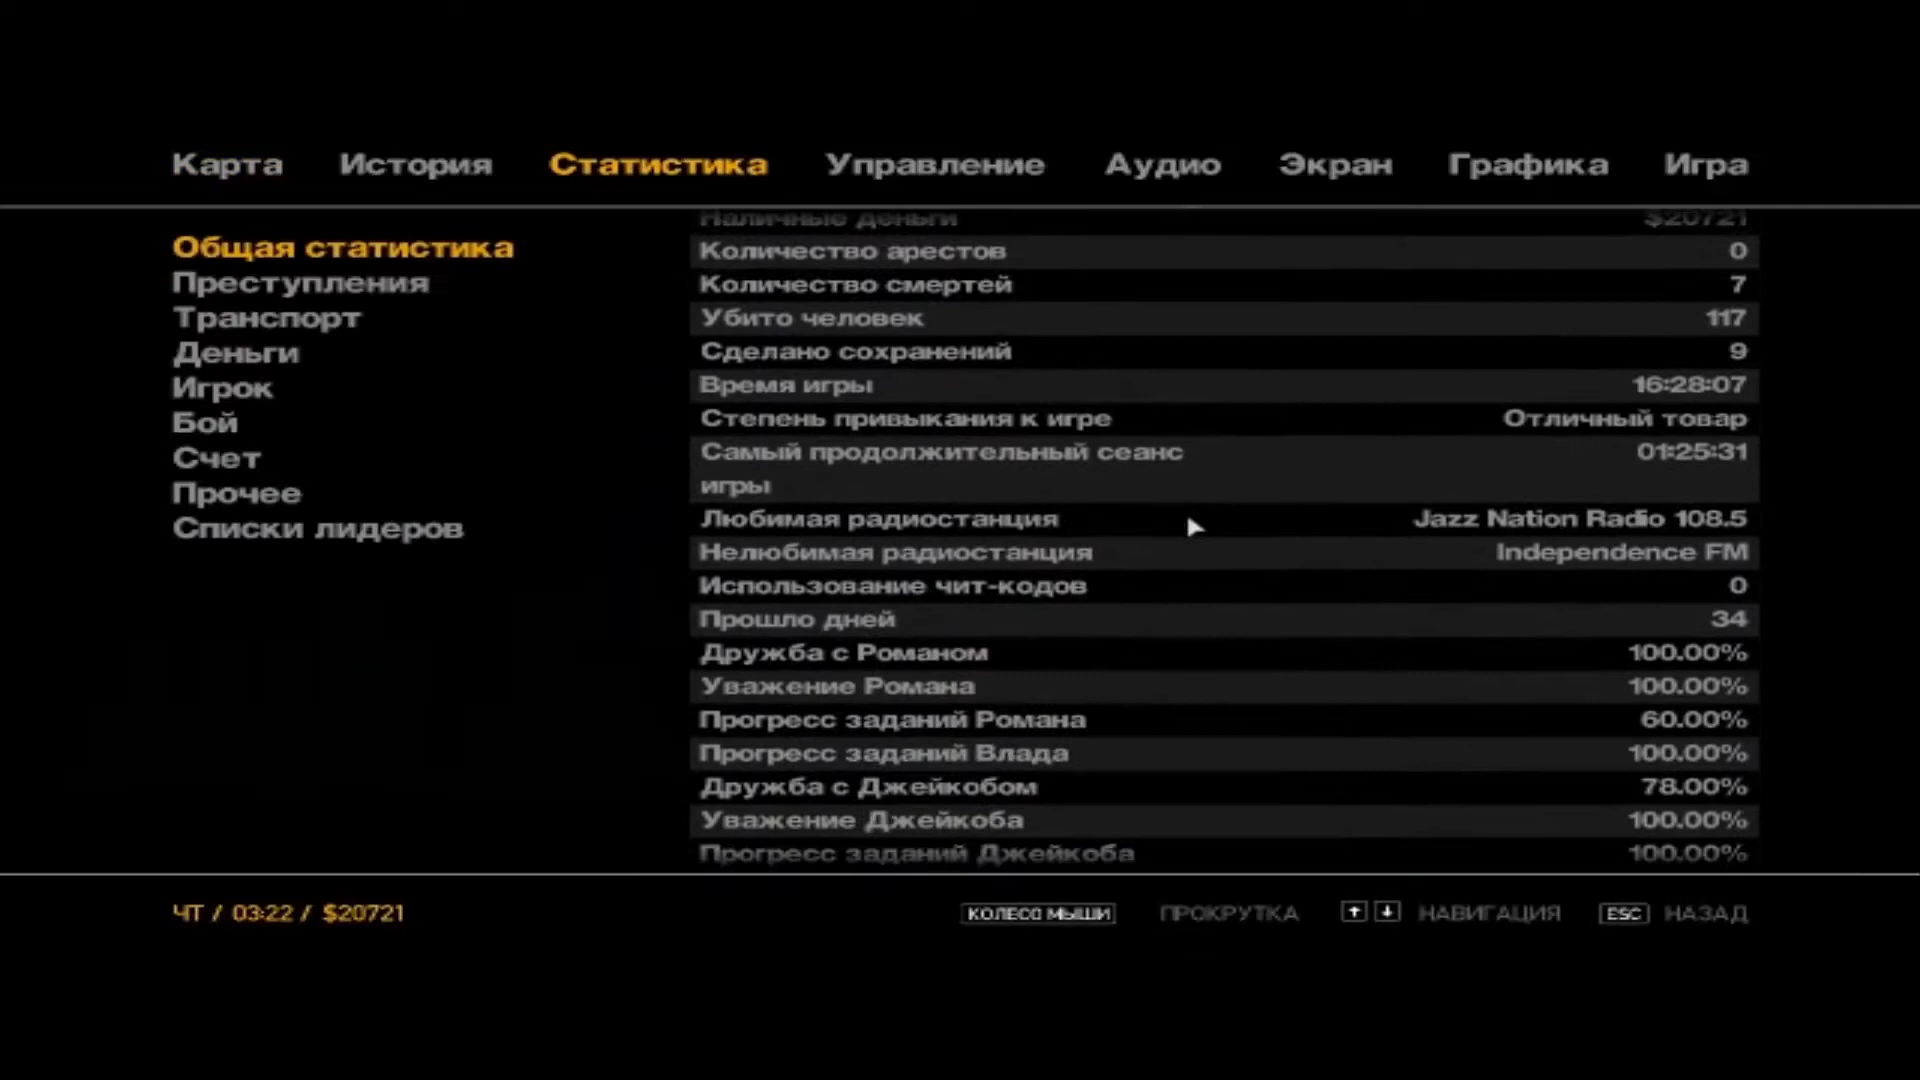 Карта История Статистика Управление Аудио Экран Графика Игра
Общая статистика
Преступления
Транспорт
Деньги
Игрок
Бой
Счет
Прочее
Списки лидеров
Наличные деньги $20721
Количество арестов 0
Количество смертей 7
Убито человек 117
Сделано сохранений 9
Время игры 16:28:07
Степень привыкания к игре Отличный товар
Самый продолжительный сеанс 01:25:31
игры
Любимая радиостанция Jazz Nation Radio 108.5
Нелюбимая радиостанция Independence FM
Использование чит-кодов 0
Прошло дней 34
Дружба с Романом 100.00%
Уважение Романа 100.00%
Прогресс заданий Романа 60.00%
Прогресс заданий Влада 100.00%
Дружба с Джейкобом 78.00%
Уважение Джейкоба 100.00%
Прогресс заданий Джейкоба 100.00%
ЧТ / 03:22 / $20721 КОЛЕСО МЫШИ ПРОКРУТКА НАВИГАЦИЯ ESC НАЗАД